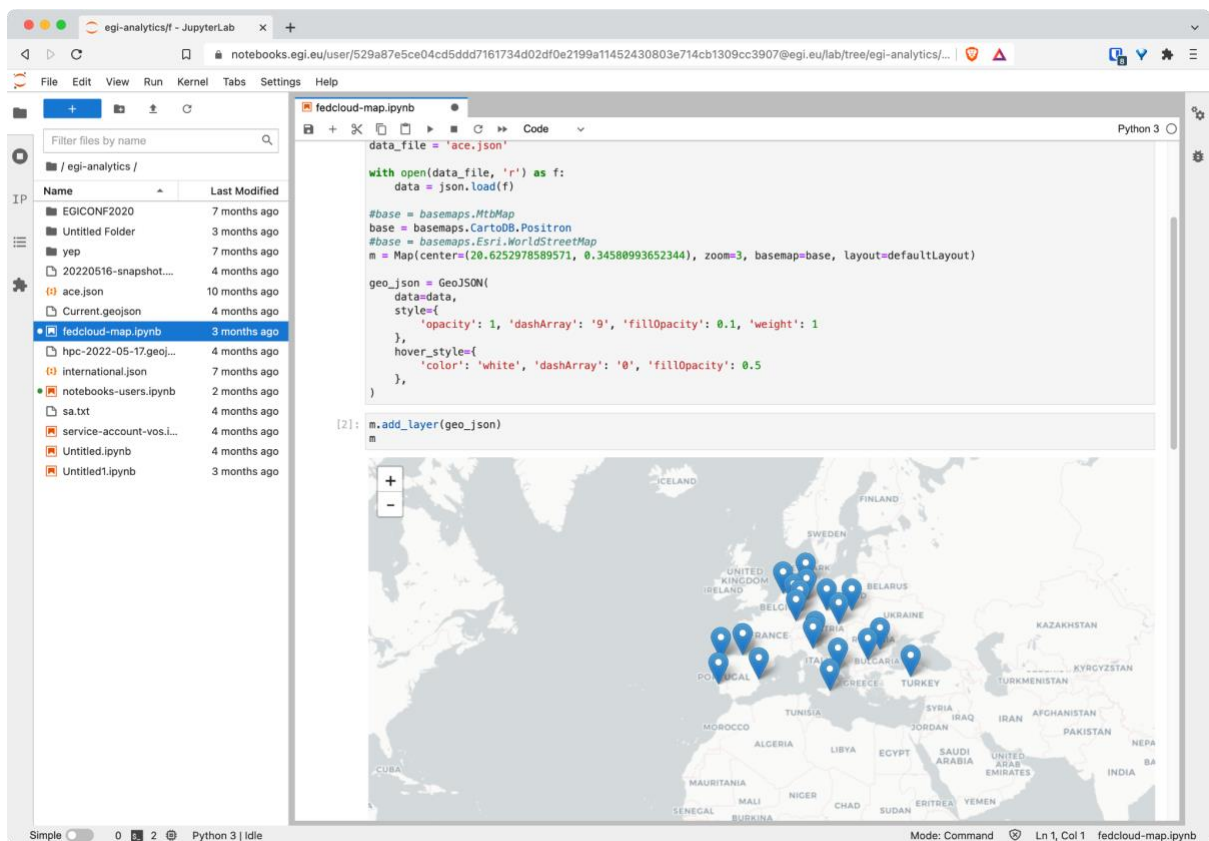 egi-analytics/f - JupyterLab
notebooks.egi.eu/user/529a87e5ce04cd5ddd7161734d02df0e2199a11452430803e714cb1309cc3907@egi.eu/lab/tree/egi-analytics/...
8
File Edit View Run Kernel Tabs Settings Help
fedcloud-map.ipynb
Filter files by name
Code
Python 3
/ egi-analytics /
Name Last Modified
IP
EGICONF2020 7 months ago
Untitled Folder 3 months ago
yep 7 months ago
20220516-snapshot.... 4 months ago
ace.json 10 months ago
Current.geojson 4 months ago
fedcloud-map.ipynb 3 months ago
hpc-2022-05-17.geoj... 4 months ago
international.json 7 months ago
notebooks-users.ipynb 2 months ago
sa.txt 4 months ago
service-account-vos.i... 4 months ago
Untitled.ipynb 4 months ago
Untitled1.ipynb 3 months ago
data_file = 'ace.json'
with open(data_file, 'r') as f:
data = json.load(f)
#base = basemaps.MtbMap
base = basemaps.CartoDB.Positron
#base = basemaps.Esri.WorldStreetMap
m = Map(center=(20.6252978589571, 0.34580993652344), zoom=3, basemap=base, layout=defaultLayout)
geo_json = GeoJSON(
data=data,
style={
'opacity': 1, 'dashArray': '9', 'fillOpacity': 0.1, 'weight': 1
},
hover_style={
'color': 'white', 'dashArray': '0', 'fillOpacity': 0.5
},
)
[2]: m.add_layer(geo_json)
m
+
-
ICELAND
FINLAND
SWEDEN
UNITED
KINGDOM
IRELAND
BELARUS
UKRAINE
KAZAKHSTAN
BULGARIA
GREECE
TURKEY
KYRGYZSTAN
TURKMENISTAN
TUNISIA
SYRIA
IRAQ
IRAN
AFGHANISTAN
MOROCCO
JORDAN
PAKISTAN
ALGERIA
LIBYA
EGYPT
SAUDI
ARABIA
UNITED
ARAB
EMIRATES
INDIA
CUBA
MAURITANIA
MALI
NIGER
CHAD
SUDAN
ERITREA
YEMEN
SENEGAL
BURKINA
Simple 0 2 Python 3 | Idle
Mode: Command Ln 1, Col 1 fedcloud-map.ipynb